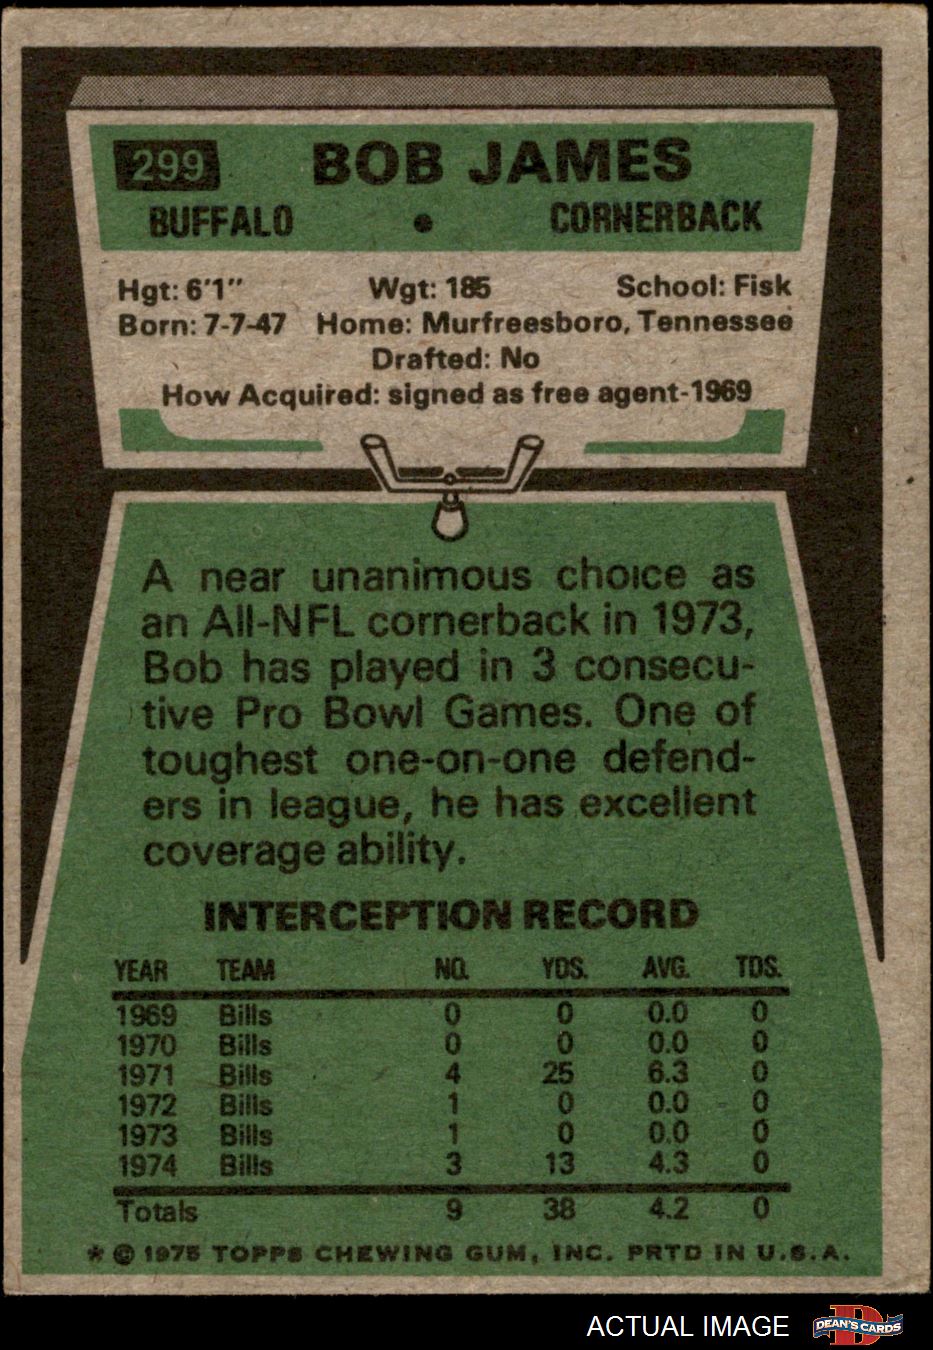 299 BOB JAMES
BUFFALO • CORNERBACK
Hgt: 6'1" Wgt: 185 School: Fisk
Born: 7-7-47 Home: Murfreesboro, Tennessee
Drafted: No
How Acquired: signed as free agent-1969
A near unanimous choice as
an All-NFL cornerback in 1973,
Bob has played in 3 consecu-
tive Pro Bowl Games. One of
toughest one-on-one defend-
ers in league, he has excellent
coverage ability.
INTERCEPTION RECORD
YEAR TEAM NO. YDS. AVG. TDS.
1969 Bills 0 0 0.0 0
1970 Bills 0 0 0.0 0
1971 Bills 4 25 6.3 0
1972 Bills 1 0 0.0 0
1973 Bills 1 0 0.0 0
1974 Bills 3 13 4.3 0
Totals 9 38 4.2 0
* © 1975 TOPPS CHEWING GUM, INC. PRTD IN U.S.A.
ACTUAL IMAGE D DEAN'S CARDS